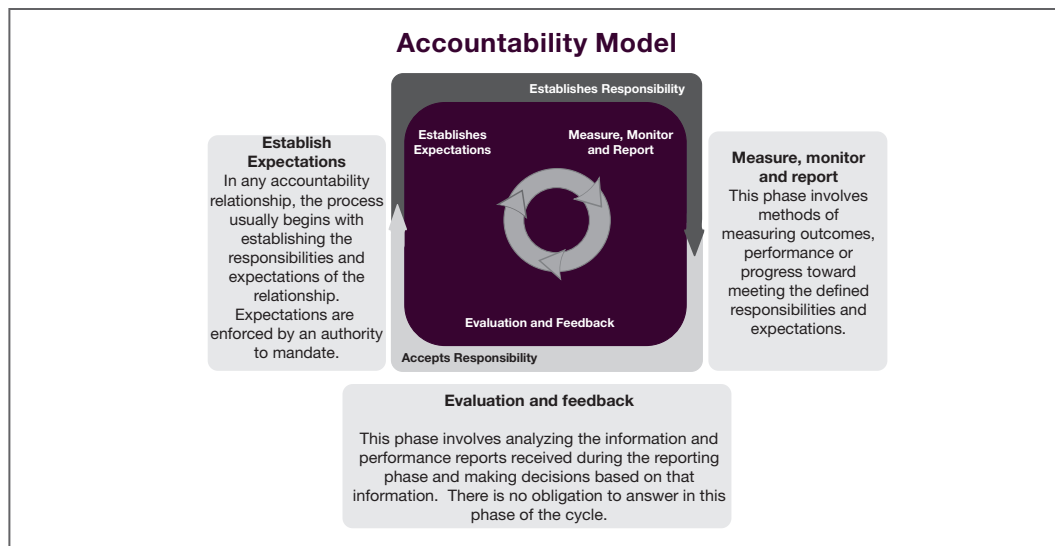 Accountability Model
Establishes Responsibility
Establishes
Expectations
Measure, Monitor
and Report
Evaluation and Feedback
Accepts Responsibility
Establish
Expectations
In any accountability
relationship, the process
usually begins with
establishing the
responsibilities and
expectations of the
relationship.
Expectations are
enforced by an authority
to mandate.
Measure, monitor
and report
This phase involves
methods of
measuring outcomes,
performance or
progress toward
meeting the defined
responsibilities and
expectations.
Evaluation and feedback
This phase involves analyzing the information and
performance reports received during the reporting
phase and making decisions based on that
information.  There is no obligation to answer in this
phase of the cycle.